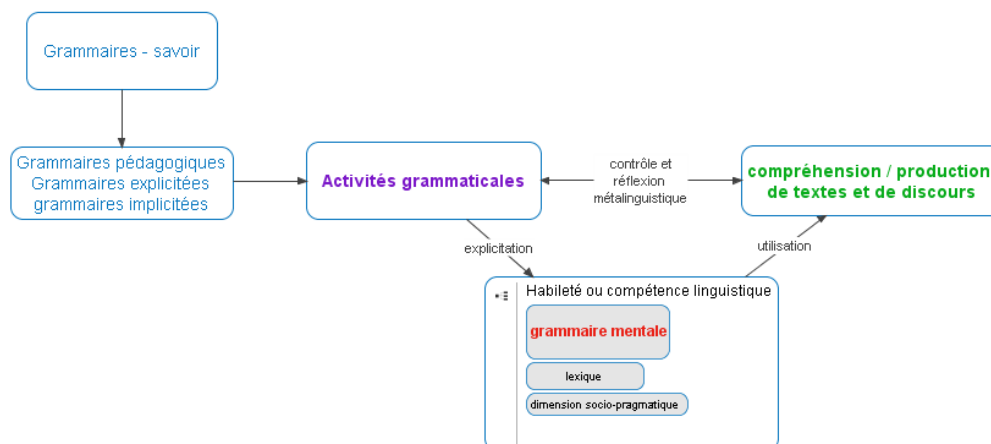 Grammaires - savoir
Grammaires pédagogiques
Grammaires explicitées
grammaires implicitées
Activités grammaticales
contrôle et
réflexion
métalinguistique
compréhension / production
de textes et de discours
explicitation
utilisation
Habileté ou compétence linguistique
grammaire mentale
lexique
dimension socio-pragmatique